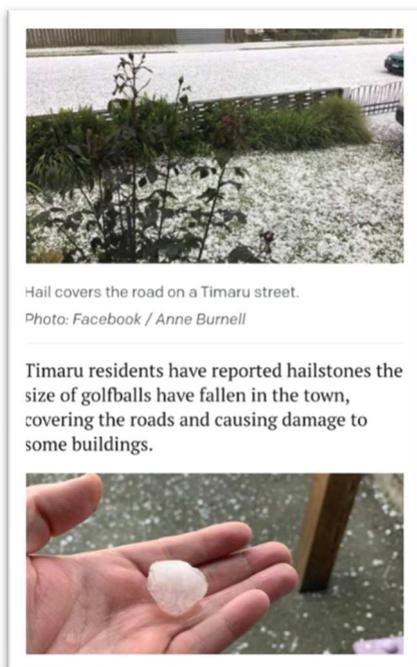 Hail covers the road on a Timaru street.
Photo: Facebook / Anne Burnell
Timaru residents have reported hailstones the
size of golfballs have fallen in the town,
covering the roads and causing damage to
some buildings.